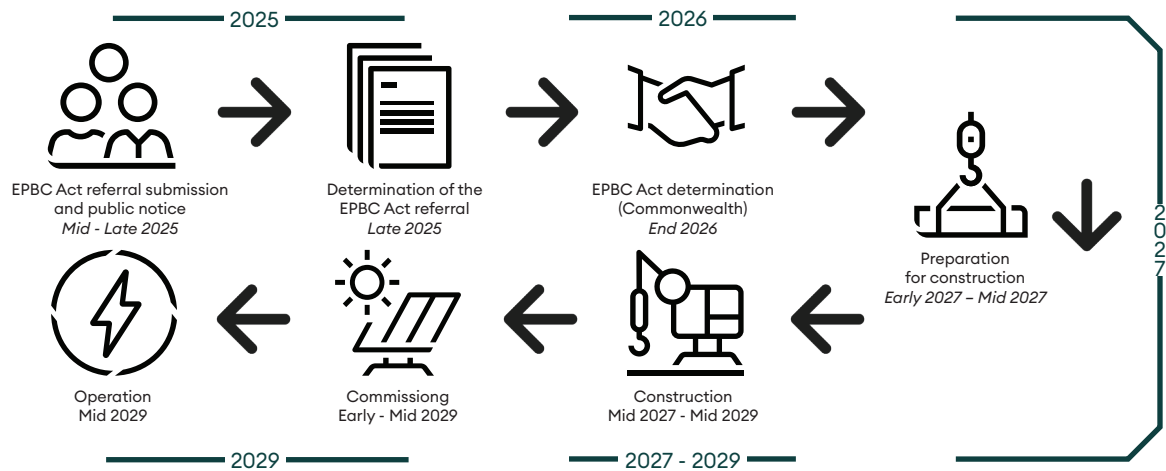 2025
2026
EPBC Act referral submission
and public notice
Mid - Late 2025
Determination of the
EPBC Act referral
Late 2025
EPBC Act determination
(Commonwealth)
End 2026
2027
Preparation
for construction
Early 2027 – Mid 2027
Construction
Mid 2027 - Mid 2029
Commissiong
Early - Mid 2029
Operation
Mid 2029
2027 - 2029
2029